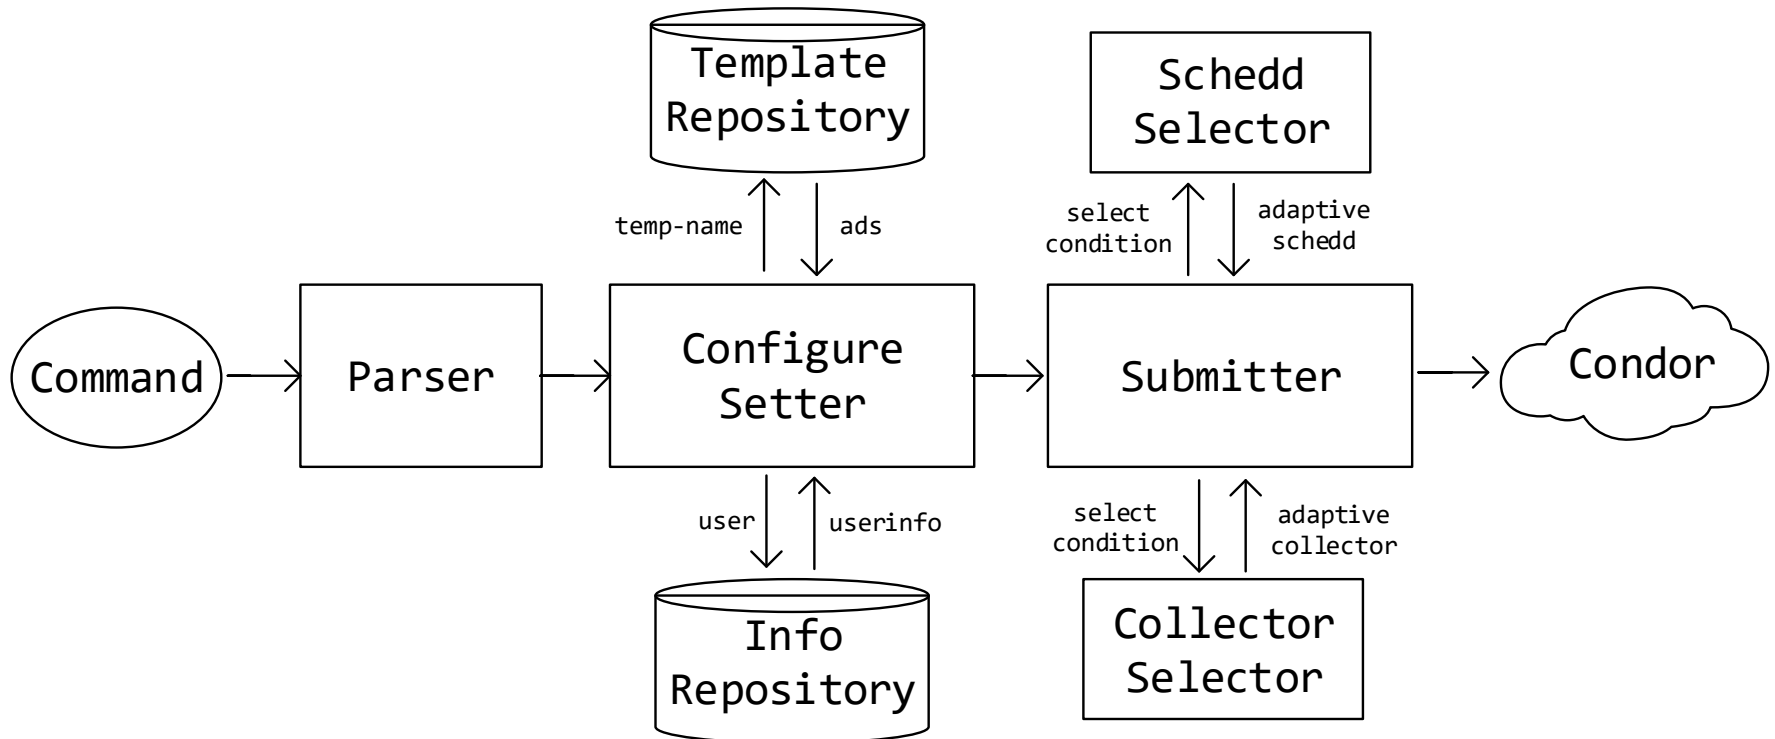 Template
Repository
Schedd
Selector
temp-name
ads
select
condition
adaptive
schedd
Command
Parser
Configure
Setter
Submitter
Condor
user
userinfo
select
condition
adaptive
collector
Info
Repository
Collector
Selector